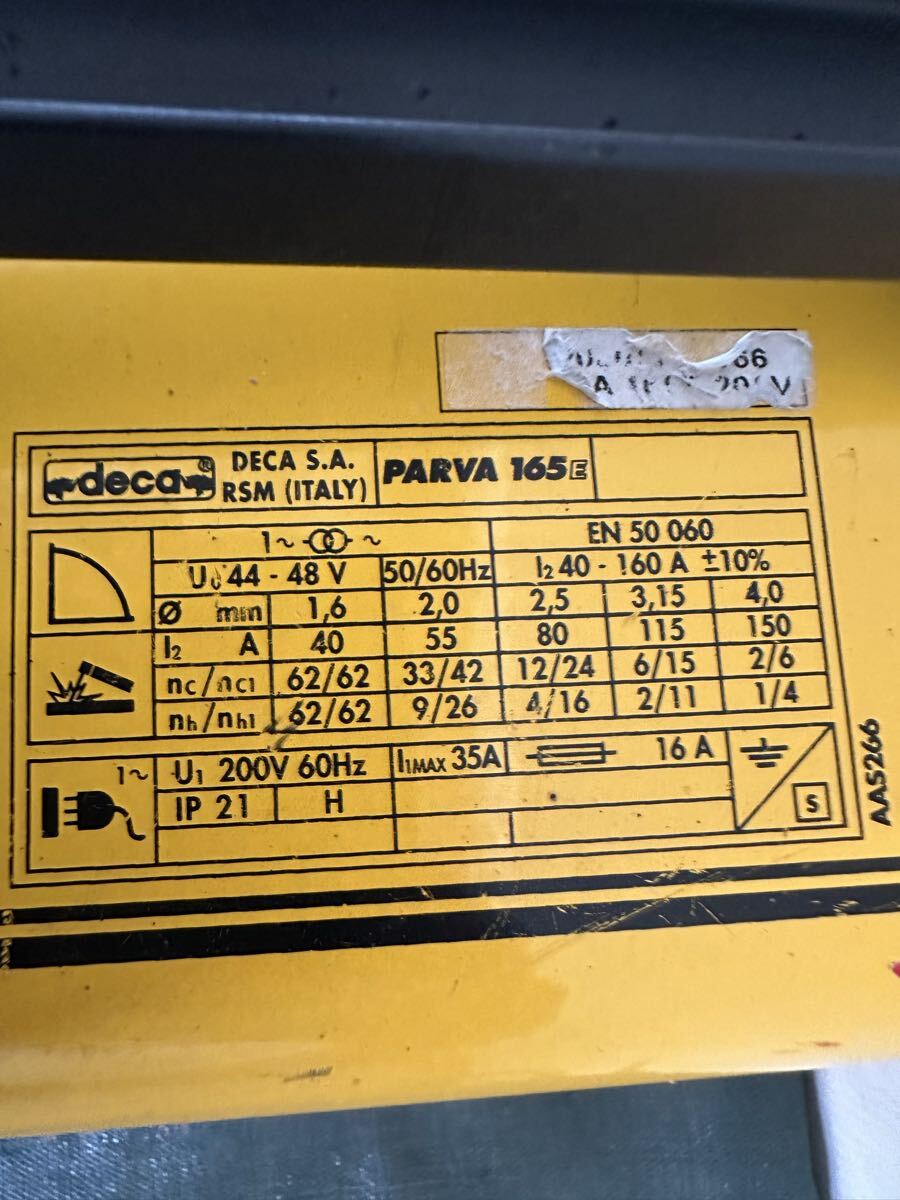 66
A
V
deca®
DECA S.A.
RSM (ITALY)
PARVA 165E
1~ ~
EN 50 060
U₀ 44 - 48 V
50/60Hz
I₂ 40 - 160 A ±10%
Ø mm 1,6 2,0 2,5 3,15 4,0
I₂ A 40 55 80 115 150
nc/nc1 62/62 33/42 12/24 6/15 2/6
nh/nh1 62/62 9/26 4/16 2/11 1/4
1~ U₁ 200V 60Hz I₁MAX 35A 16 A
IP 21 H
S
AA5266